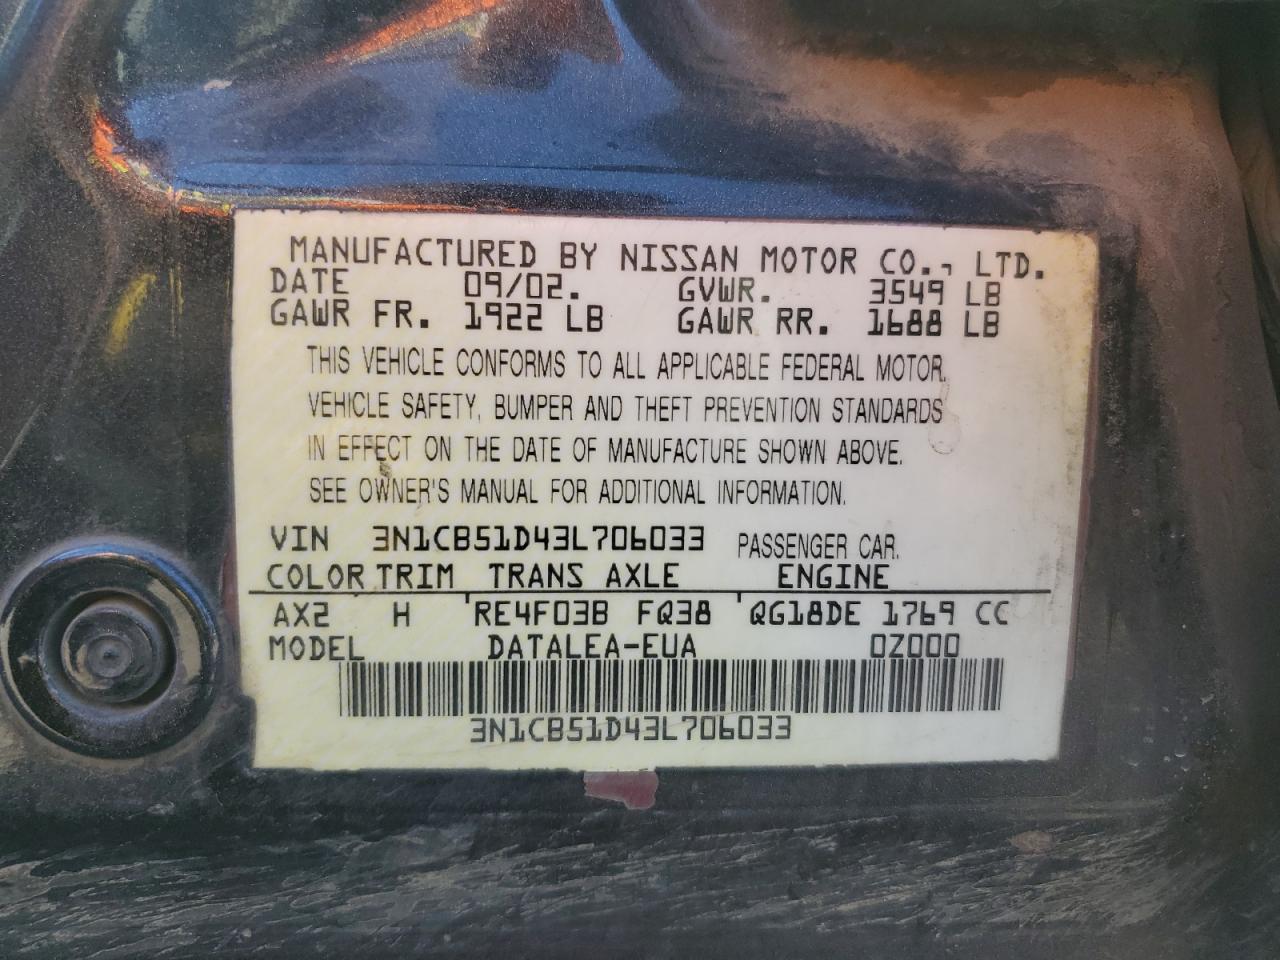 MANUFACTURED BY NISSAN MOTOR CO., LTD.
DATE 09/02. GVWR. 3549 LB
GAWR FR. 1922 LB GAWR RR. 1688 LB
THIS VEHICLE CONFORMS TO ALL APPLICABLE FEDERAL MOTOR
VEHICLE SAFETY, BUMPER AND THEFT PREVENTION STANDARDS
IN EFFECT ON THE DATE OF MANUFACTURE SHOWN ABOVE.
SEE OWNER'S MANUAL FOR ADDITIONAL INFORMATION.
VIN 3N1CB51D43L706033 PASSENGER CAR.
COLOR TRIM TRANS AXLE ENGINE
AX2 H RE4F03B FQ38 QG18DE 1769 CC
MODEL DATALEA-EUA 0Z000
3N1CB51D43L706033